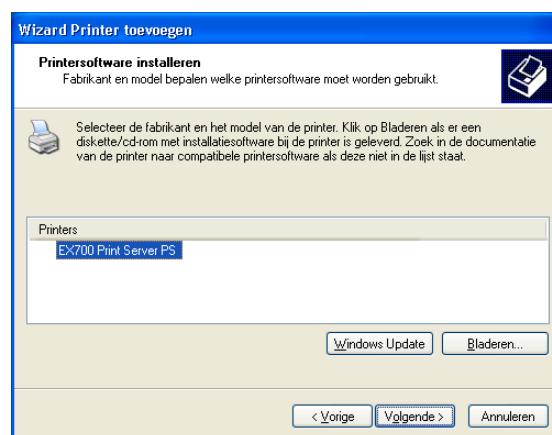 Wizard Printer toevoegen
Printersoftware installeren
Fabrikant en model bepalen welke printersoftware moet worden gebruikt.
Selecteer de fabrikant en het model van de printer. Klik op Bladeren als er een
diskette/cd-rom met installatiesoftware bij de printer is geleverd. Zoek in de documentatie
van de printer naar compatibele printersoftware als deze niet in de lijst staat.
Printers
EX700 Print Server PS
Windows Update
Bladeren...
< Vorige
Volgende >
Annuleren